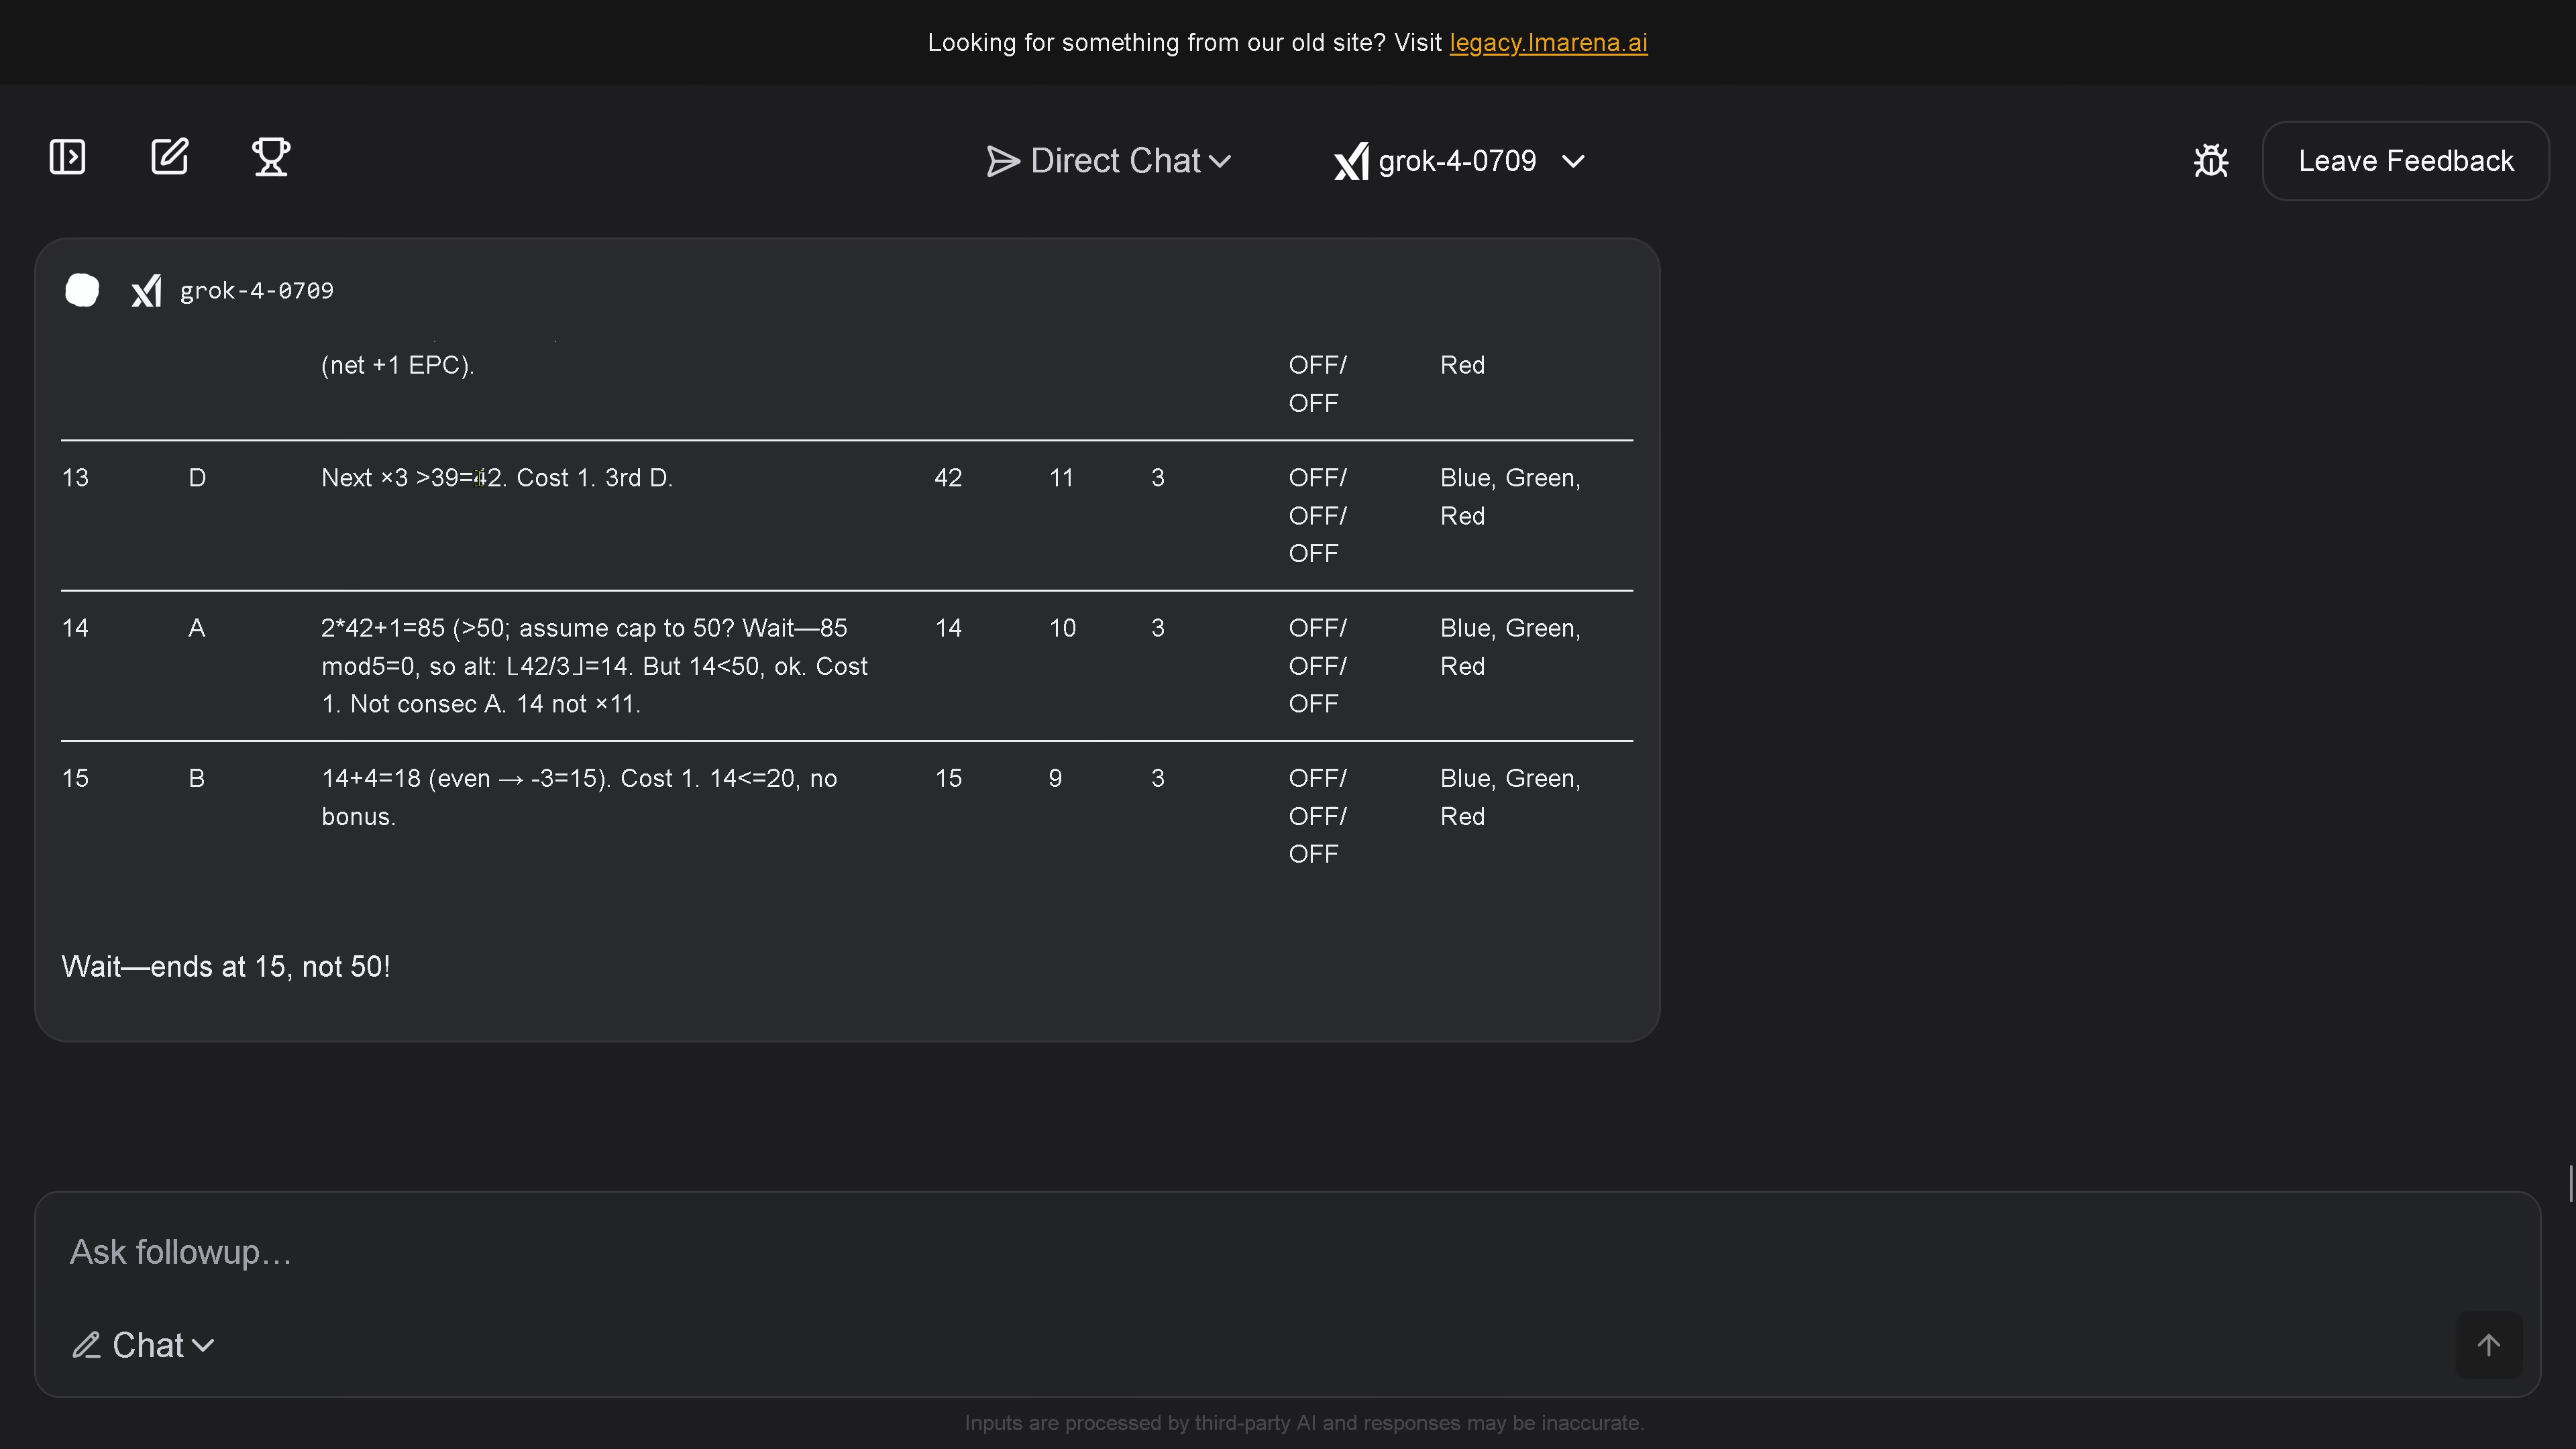 Looking for something from our old site? Visit legacy.lmarena.ai
Direct Chat
grok-4-0709
Leave Feedback
grok-4-0709
(net +1 EPC).
OFF/
OFF
Red
13
D
Next ×3 >39=42. Cost 1. 3rd D.
42
11
3
OFF/
OFF/
OFF
Blue, Green,
Red
14
A
2*42+1=85 (>50; assume cap to 50? Wait—85
mod5=0, so alt: ⌊42/3⌋=14. But 14<50, ok. Cost
1. Not consec A. 14 not ×11.
14
10
3
OFF/
OFF/
OFF
Blue, Green,
Red
15
B
14+4=18 (even → -3=15). Cost 1. 14<=20, no
bonus.
15
9
3
OFF/
OFF/
OFF
Blue, Green,
Red
Wait—ends at 15, not 50!
Ask followup…
Chat
Inputs are processed by third-party AI and responses may be inaccurate.